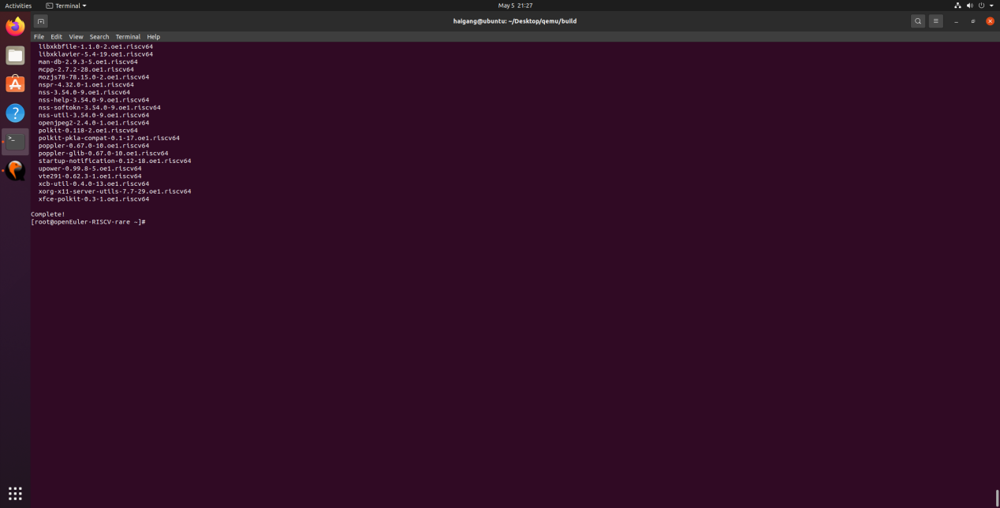 Activities
Terminal
May 5 21:27
haigang@ubuntu: ~/Desktop/qemu/build
File Edit View Search Terminal Help
libxkbfile-1.1.0-2.oe1.riscv64
libxklavier-5.4-19.oe1.riscv64
man-db-2.9.3-5.oe1.riscv64
mcpp-2.7.2-28.oe1.riscv64
mozjs78-78.15.0-2.oe1.riscv64
nspr-4.32.0-1.oe1.riscv64
nss-3.54.0-9.oe1.riscv64
nss-help-3.54.0-9.oe1.riscv64
nss-softokn-3.54.0-9.oe1.riscv64
nss-util-3.54.0-9.oe1.riscv64
openjpeg2-2.4.0-1.oe1.riscv64
polkit-0.118-2.oe1.riscv64
polkit-pkla-compat-0.1-17.oe1.riscv64
poppler-0.67.0-10.oe1.riscv64
poppler-glib-0.67.0-10.oe1.riscv64
startup-notification-0.12-18.oe1.riscv64
upower-0.99.8-5.oe1.riscv64
vte291-0.62.3-1.oe1.riscv64
xcb-util-0.4.0-13.oe1.riscv64
xorg-x11-server-utils-7.7-29.oe1.riscv64
xfce-polkit-0.3-1.oe1.riscv64
Complete!
[root@openEuler-RISCV-rare ~]#